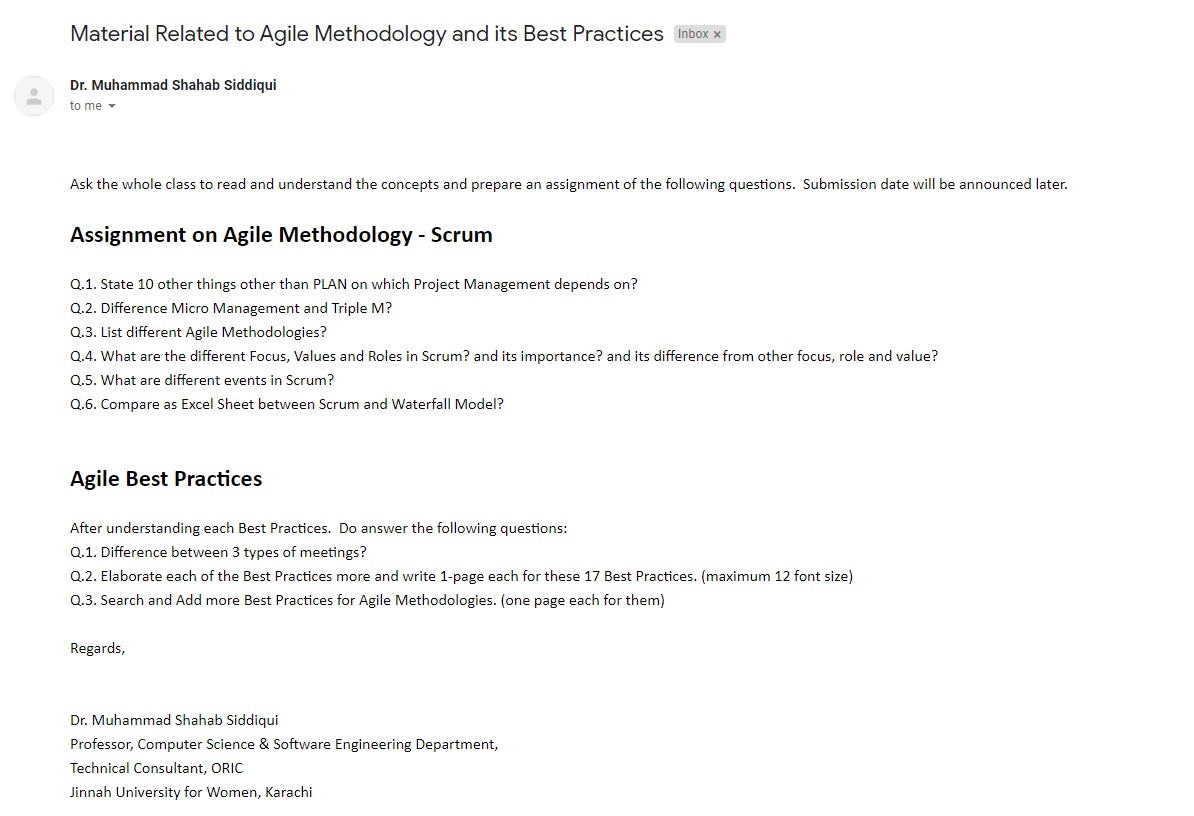 Material Related to Agile Methodology and its Best Practices Inbox x
Dr. Muhammad Shahab Siddiqui
to me
Ask the whole class to read and understand the concepts and prepare an assignment of the following questions.  Submission date will be announced later.
Assignment on Agile Methodology - Scrum
Q.1. State 10 other things other than PLAN on which Project Management depends on?
Q.2. Difference Micro Management and Triple M?
Q.3. List different Agile Methodologies?
Q.4. What are the different Focus, Values and Roles in Scrum? and its importance? and its difference from other focus, role and value?
Q.5. What are different events in Scrum?
Q.6. Compare as Excel Sheet between Scrum and Waterfall Model?
Agile Best Practices
After understanding each Best Practices.  Do answer the following questions:
Q.1. Difference between 3 types of meetings?
Q.2. Elaborate each of the Best Practices more and write 1-page each for these 17 Best Practices. (maximum 12 font size)
Q.3. Search and Add more Best Practices for Agile Methodologies. (one page each for them)
Regards,
Dr. Muhammad Shahab Siddiqui
Professor, Computer Science & Software Engineering Department,
Technical Consultant, ORIC
Jinnah University for Women, Karachi